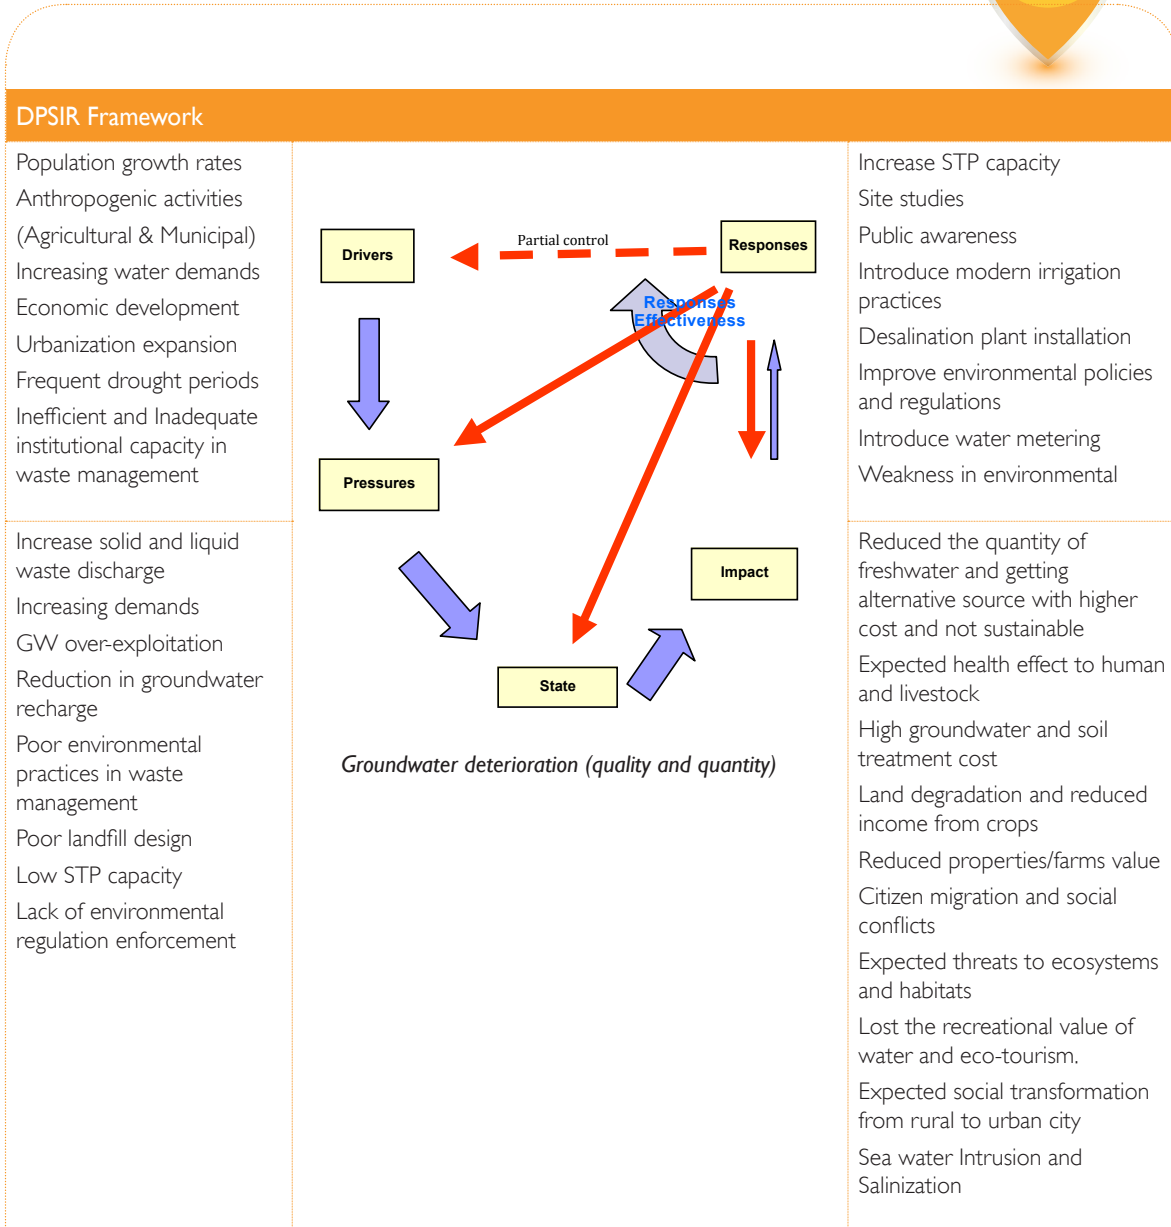 DPSIR Framework
Population growth rates
Anthropogenic activities
(Agricultural & Municipal)
Increasing water demands
Economic development
Urbanization expansion
Frequent drought periods
Inefficient and Inadequate
institutional capacity in
waste management
Drivers
Partial control
Responses
Responses
Effectiveness
Pressures
Impact
State
Groundwater deterioration (quality and quantity)
Increase STP capacity
Site studies
Public awareness
Introduce modern irrigation
practices
Desalination plant installation
Improve environmental policies
and regulations
Introduce water metering
Weakness in environmental
Increase solid and liquid
waste discharge
Increasing demands
GW over-exploitation
Reduction in groundwater
recharge
Poor environmental
practices in waste
management
Poor landfill design
Low STP capacity
Lack of environmental
regulation enforcement
Reduced the quantity of
freshwater and getting
alternative source with higher
cost and not sustainable
Expected health effect to human
and livestock
High groundwater and soil
treatment cost
Land degradation and reduced
income from crops
Reduced properties/farms value
Citizen migration and social
conflicts
Expected threats to ecosystems
and habitats
Lost the recreational value of
water and eco-tourism.
Expected social transformation
from rural to urban city
Sea water Intrusion and
Salinization